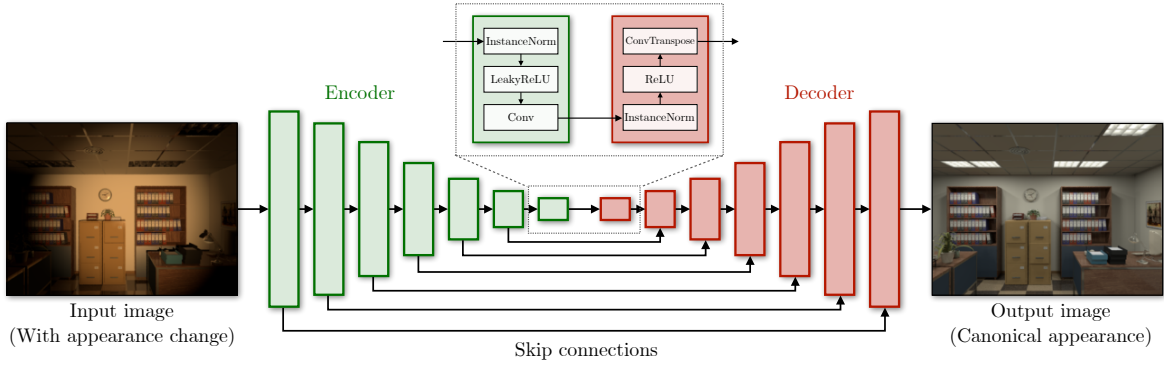 InstanceNorm
LeakyReLU
Conv
ConvTranspose
ReLU
InstanceNorm
Encoder
Decoder
Input image
(With appearance change)
Skip connections
Output image
(Canonical appearance)